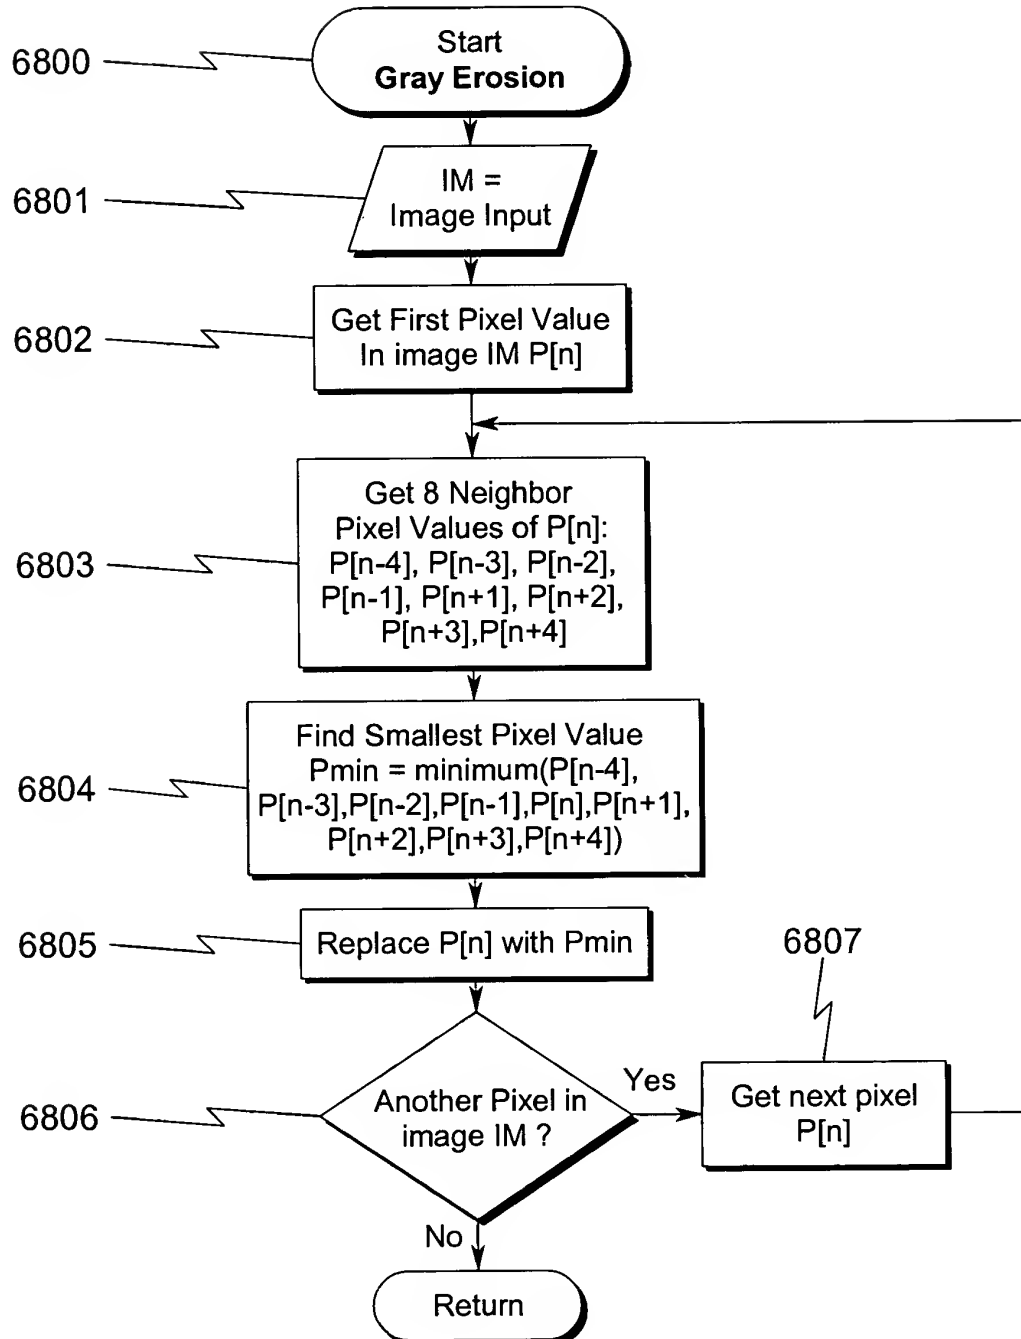 6800
Start
Gray Erosion
6801
IM =
Image Input
6802
Get First Pixel Value
In image IM P[n]
6803
Get 8 Neighbor
Pixel Values of P[n]:
P[n-4], P[n-3], P[n-2],
P[n-1], P[n+1], P[n+2],
P[n+3],P[n+4]
6804
Find Smallest Pixel Value
Pmin = minimum(P[n-4],
P[n-3],P[n-2],P[n-1],P[n],P[n+1],
P[n+2],P[n+3],P[n+4])
6805
Replace P[n] with Pmin
6806
Another Pixel in
image IM ?
Yes
6807
Get next pixel
P[n]
No
Return